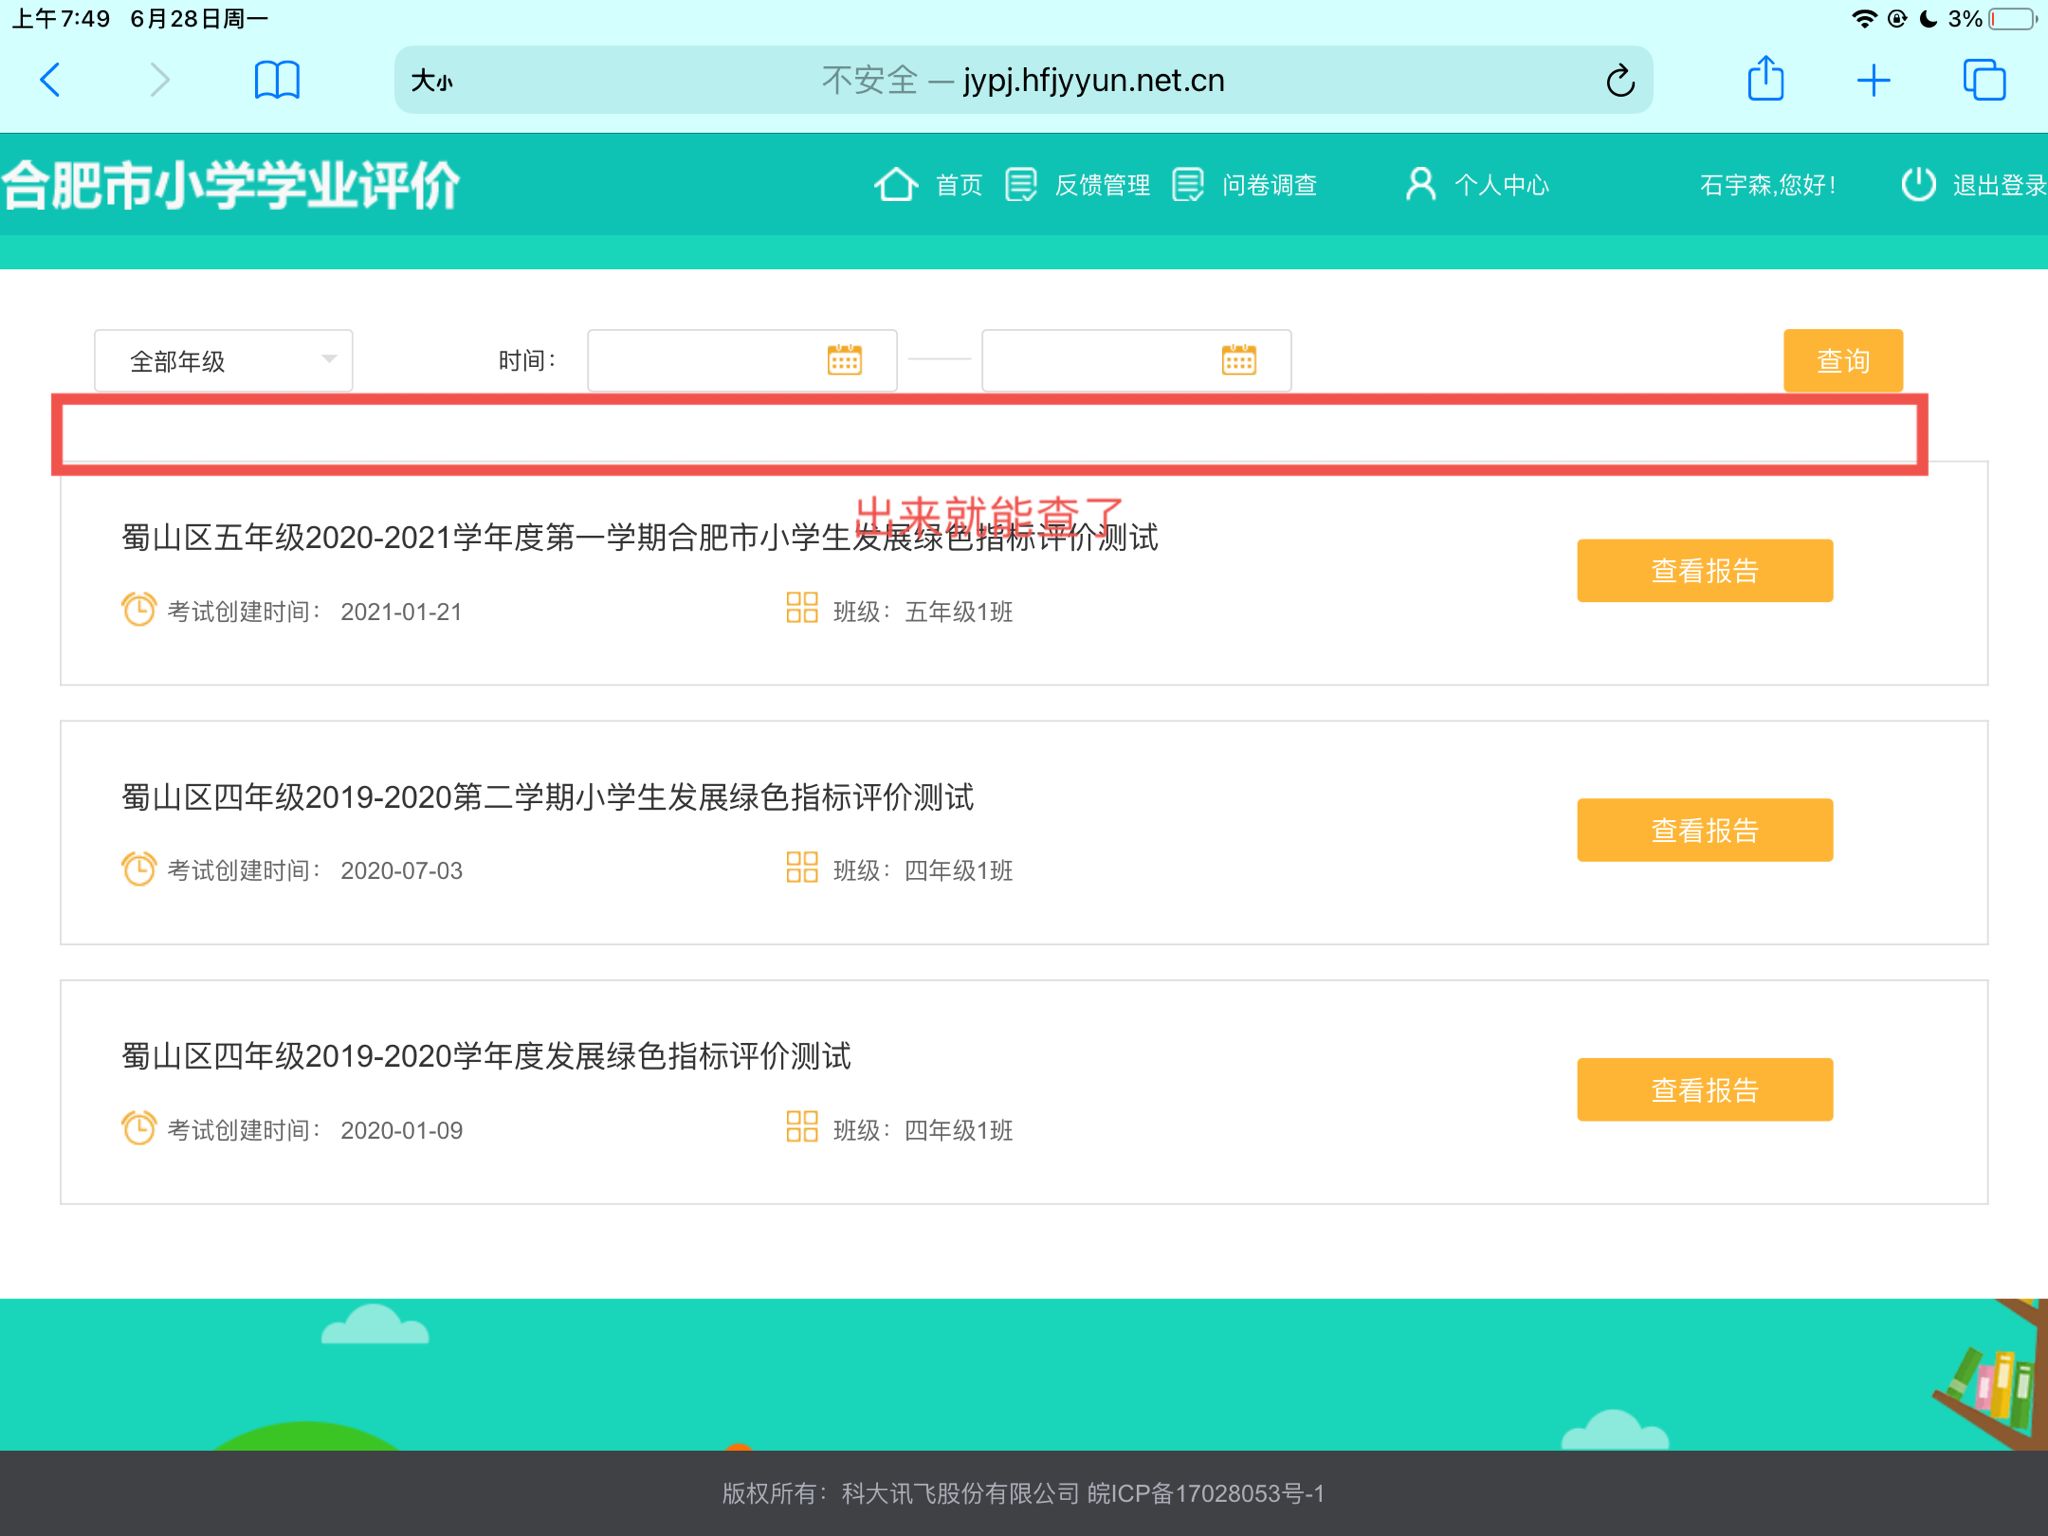 上午7:49 6月28日周一
3%
大小
不安全 — jypj.hfjyyun.net.cn
合肥市小学学业评价
首页
反馈管理
问卷调查
个人中心
石宇森,您好!
退出登录
全部年级
时间:
查询
出来就能查了
蜀山区五年级2020-2021学年度第一学期合肥市小学生发展绿色指标评价测试
查看报告
考试创建时间: 2021-01-21
班级: 五年级1班
蜀山区四年级2019-2020第二学期小学生发展绿色指标评价测试
查看报告
考试创建时间: 2020-07-03
班级: 四年级1班
蜀山区四年级2019-2020学年度发展绿色指标评价测试
查看报告
考试创建时间: 2020-01-09
班级: 四年级1班
版权所有: 科大讯飞股份有限公司 皖ICP备17028053号-1